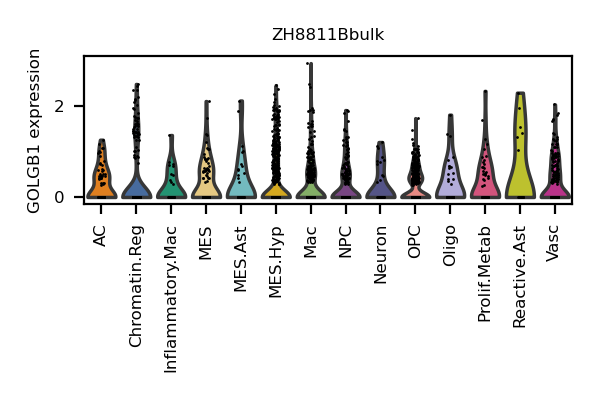 ZH8811Bbulk
GOLGB1 expression
2
0
AC
Chromatin.Reg
Inflammatory.Mac
MES
MES.Ast
MES.Hyp
Mac
NPC
Neuron
OPC
Oligo
Prolif.Metab
Reactive.Ast
Vasc